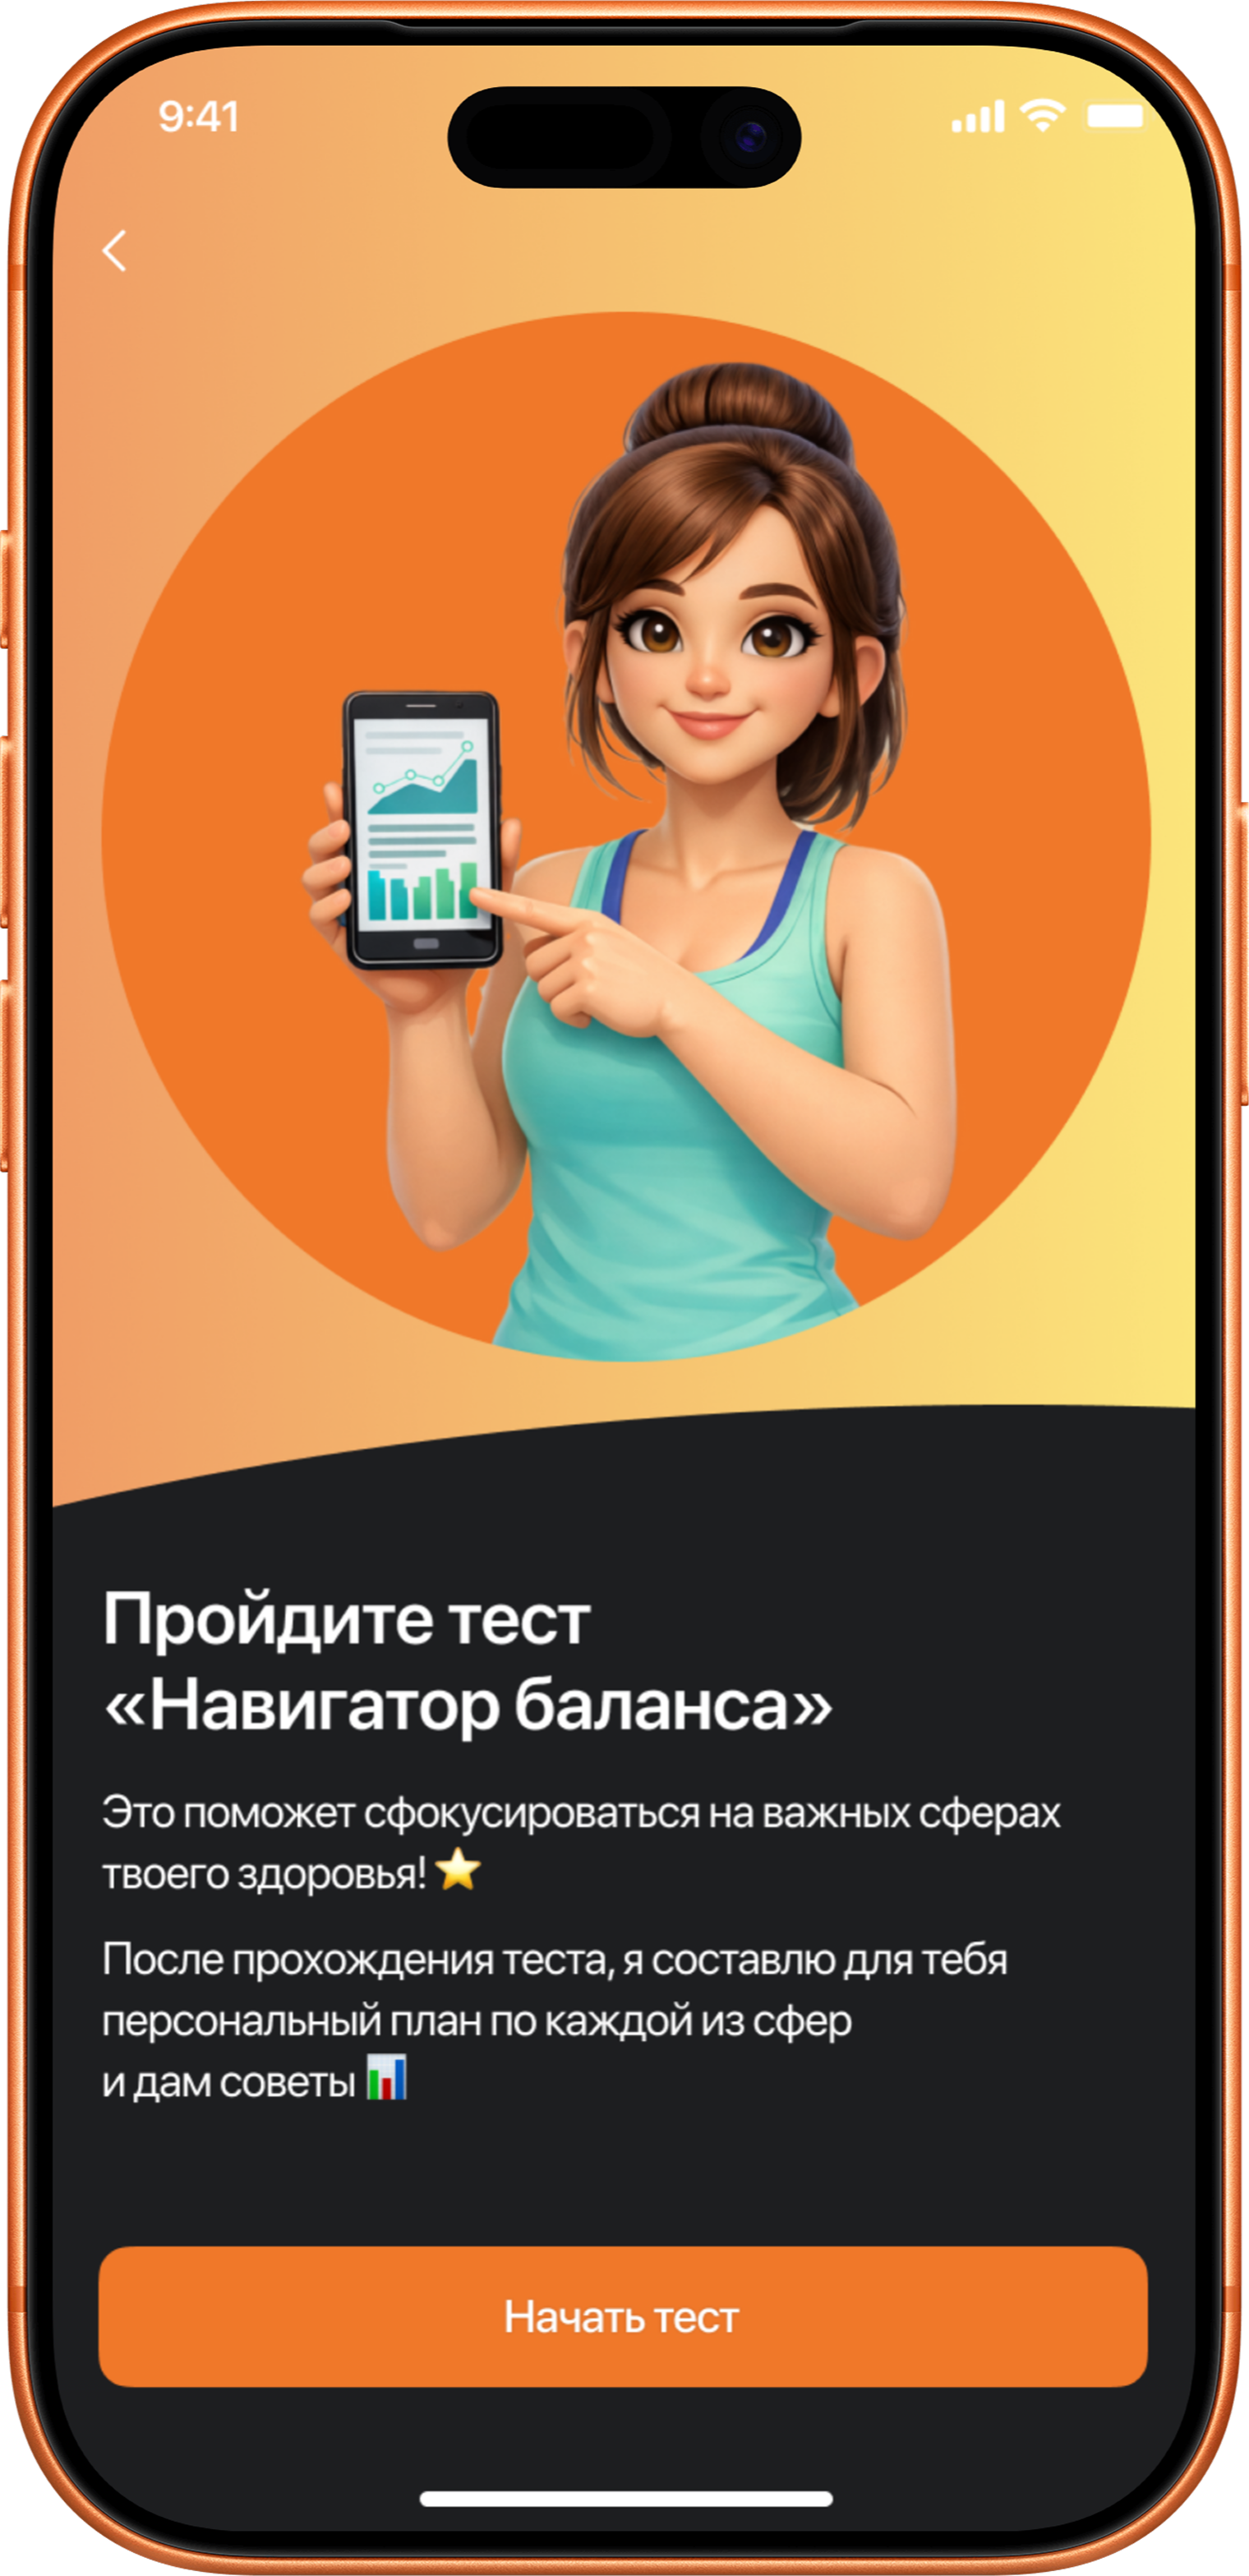 9:41
Пройдите тест
«Навигатор баланса»
Это поможет сфокусироваться на важных сферах
твоего здоровья! ⭐
После прохождения теста, я составлю для тебя
персональный план по каждой из сфер
и дам советы 📊
Начать тест